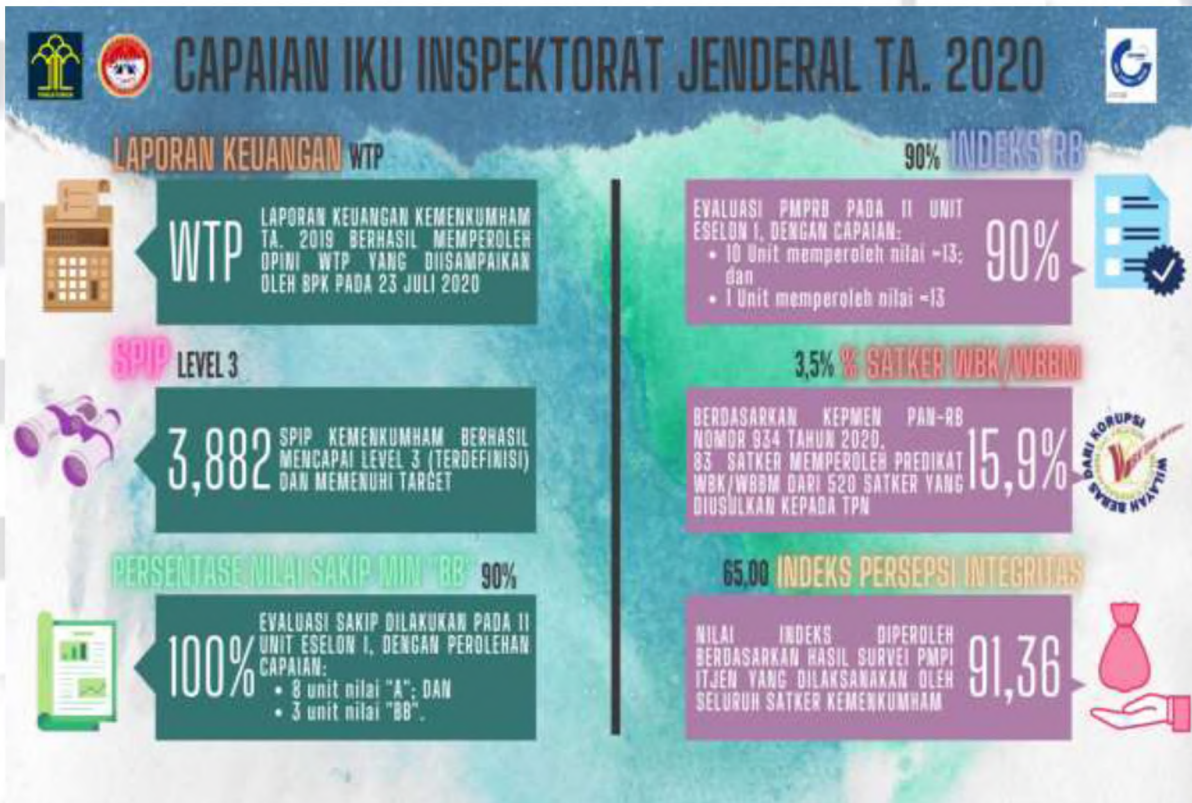 CAPAIAN IKU INSPEKTORAT JENDERAL TA. 2020
LAPORAN KEUANGAN WTP
WTP
LAPORAN KEUANGAN KEMENKUMHAM
TA. 2019 BERHASIL MEMPEROLEH
OPINI WTP YANG DIISAMPAIKAN
OLEH BPK PADA 23 JULI 2020
SPIP LEVEL 3
3,882
SPIP KEMENKUMHAM BERHASIL
MENCAPAI LEVEL 3 (TERDEFINISI)
DAN MEMENUHI TARGET
PERSENTASE NILAI SAKIP MIN "BB" 90%
100%
EVALUASI SAKIP DILAKUKAN PADA 11
UNIT ESELON I, DENGAN PEROLEHAN
CAPAIAN:
• 8 unit nilai "A"; DAN
• 3 unit nilai "BB".
90% INDEKS RB
EVALUASI PMPRB PADA 11 UNIT
ESELON I, DENGAN CAPAIAN:
• 10 Unit memperoleh nilai ~13;
dan
• 1 Unit memperoleh nilai ~13
90%
3,5% % SATKER WBK/WBBM
BERDASARKAN KEPMEN PAN-RB
NOMOR 934 TAHUN 2020,
83 SATKER MEMPEROLEH PREDIKAT
WBK/WBBM DARI 520 SATKER YANG
DIUSULKAN KEPADA TPN
15,9%
WILAYAH BEBAS DARI KORUPSI
65,00 INDEKS PERSEPSI INTEGRITAS
NILAI INDEKS DIPEROLEH
BERDASARKAN HASIL SURVEI PMPI
ITJEN YANG DILAKSANAKAN OLEH
SELURUH SATKER KEMENKUMHAM
91,36